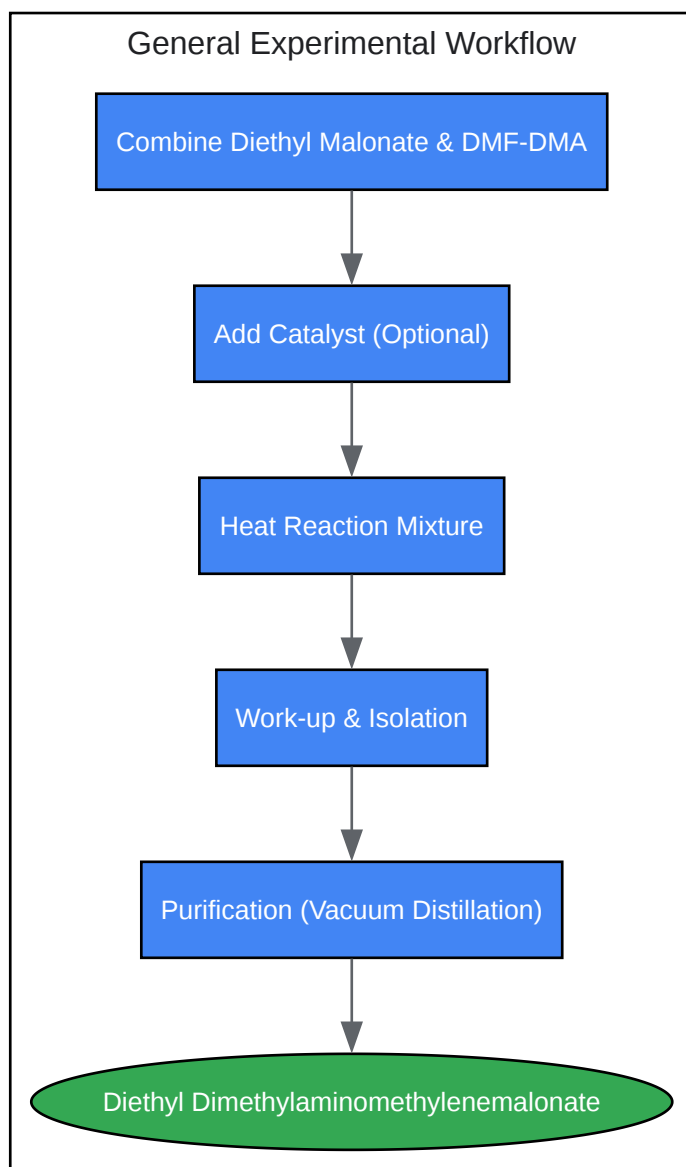 General Experimental Workflow
Combine Diethyl Malonate & DMF-DMA
Add Catalyst (Optional)
Heat Reaction Mixture
Work-up & Isolation
Purification (Vacuum Distillation)
Diethyl Dimethylaminomethylenemalonate